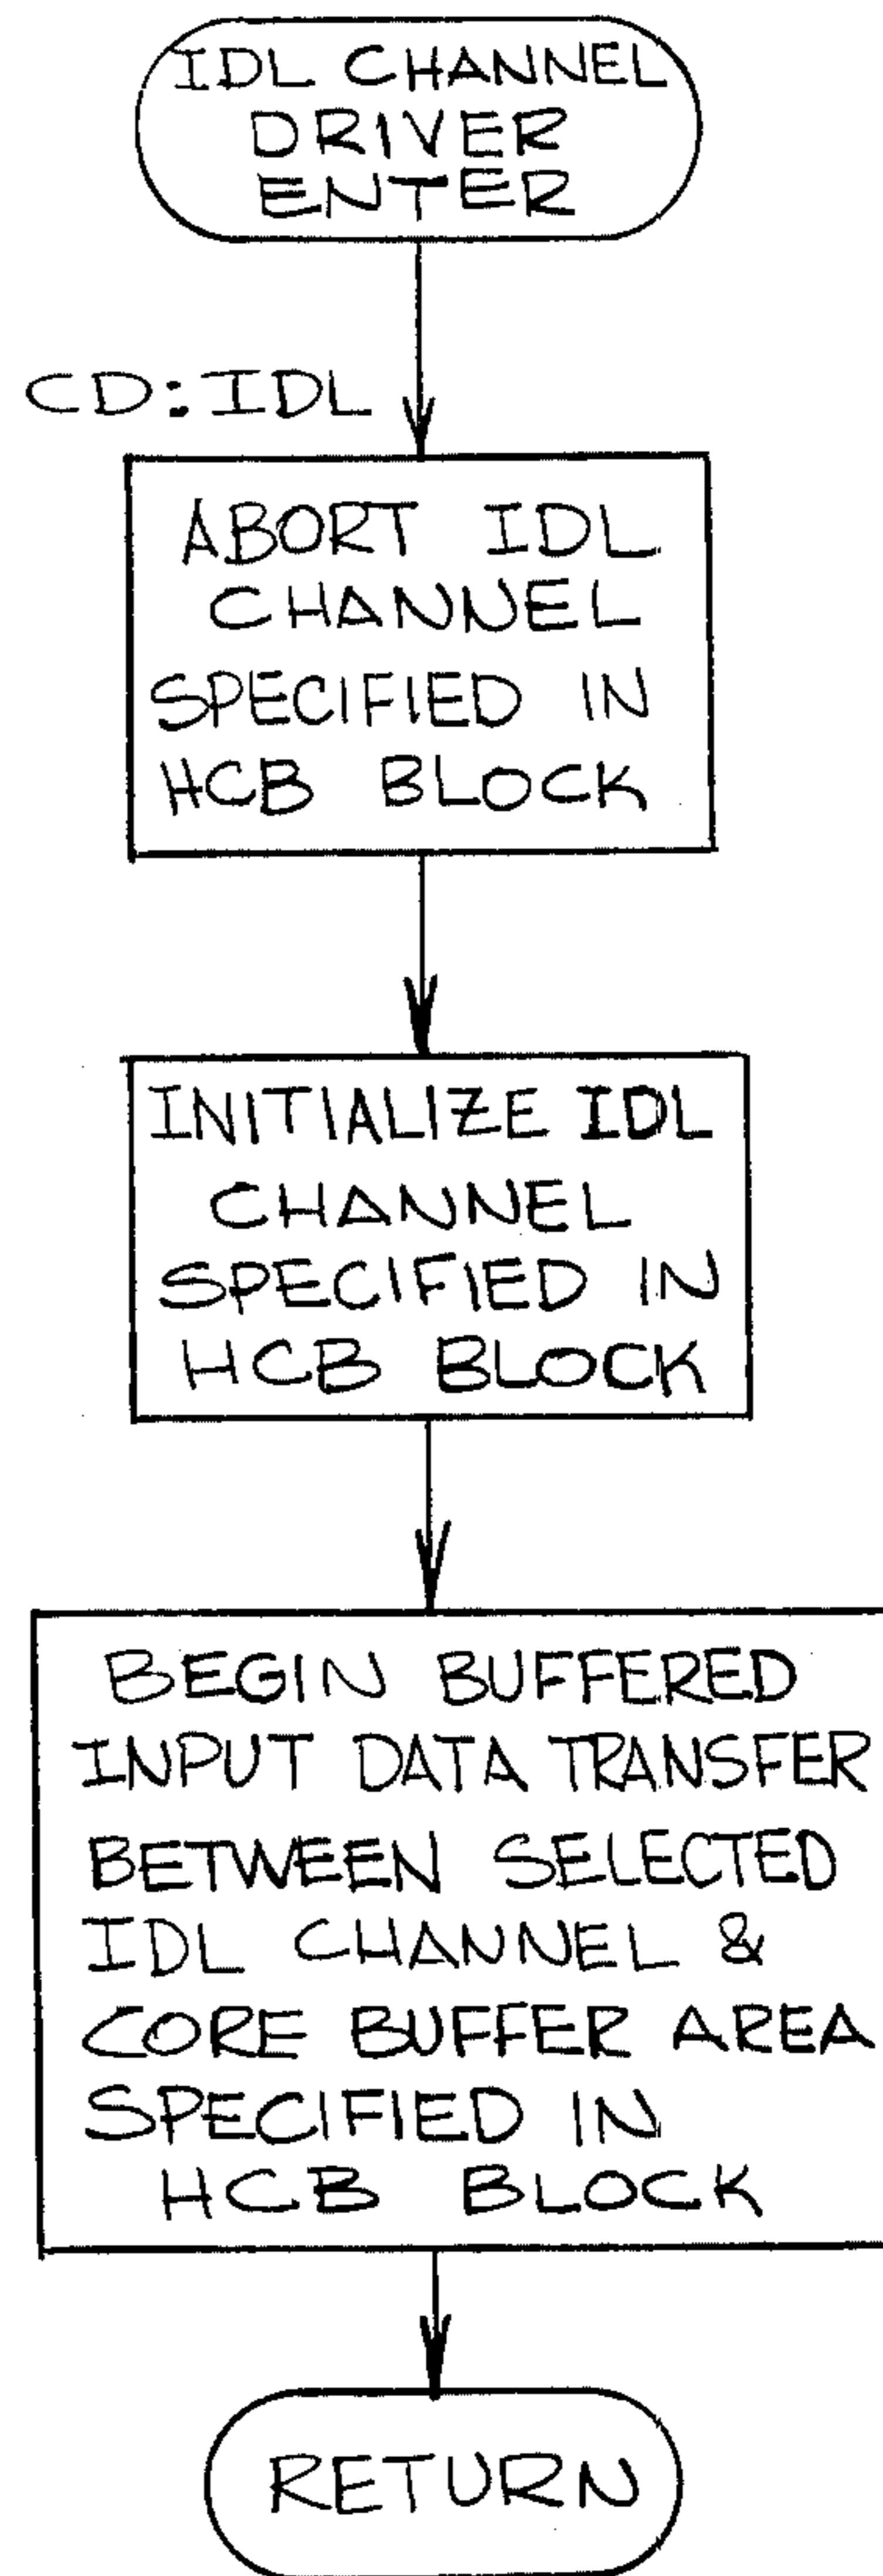 IDL CHANNEL
DRIVER
ENTER
CD:IDL
ABORT IDL
CHANNEL
SPECIFIED IN
HCB BLOCK
INITIALIZE IDL
CHANNEL
SPECIFIED IN
HCB BLOCK
BEGIN BUFFERED
INPUT DATA TRANSFER
BETWEEN SELECTED
IDL CHANNEL &
CORE BUFFER AREA
SPECIFIED IN
HCB BLOCK
RETURN